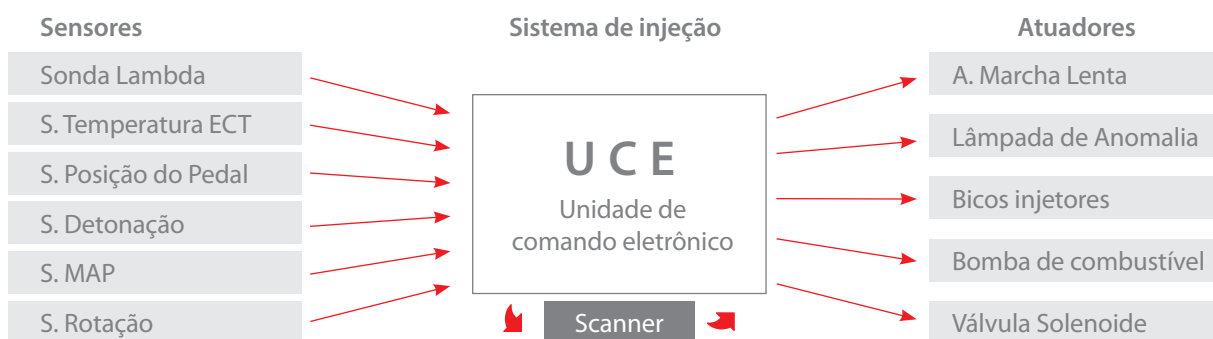 Sensores
Sonda Lambda
S. Temperatura ECT
S. Posição do Pedal
S. Detonação
S. MAP
S. Rotação
Sistema de injeção
U C E
Unidade de
comando eletrônico
Scanner
Atuadores
A. Marcha Lenta
Lâmpada de Anomalia
Bicos injetores
Bomba de combustível
Válvula Solenoide